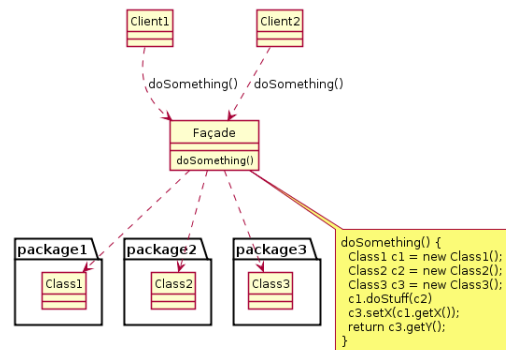 Client1
Client2
doSomething()
doSomething()
Façade
doSomething()
package1
package2
package3
Class1
Class2
Class3
doSomething() {
Class1 c1 = new Class1();
Class2 c2 = new Class2();
Class3 c3 = new Class3();
c1.doStuff(c2)
c3.setX(c1.getX());
return c3.getY();
}